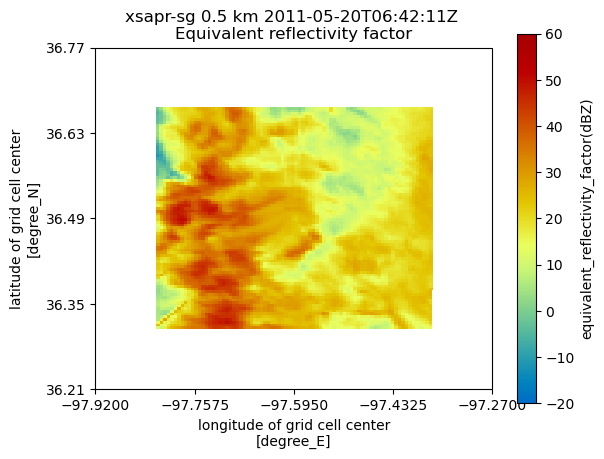 xsapr-sg 0.5 km 2011-05-20T06:42:11Z
Equivalent reflectivity factor
36.77
36.63
36.49
36.35
36.21
latitude of grid cell center
[degree_N]
−97.9200
−97.7575
−97.5950
−97.4325
−97.2700
longitude of grid cell center
[degree_E]
60
50
40
30
20
10
0
−10
−20
equivalent_reflectivity_factor(dBZ)